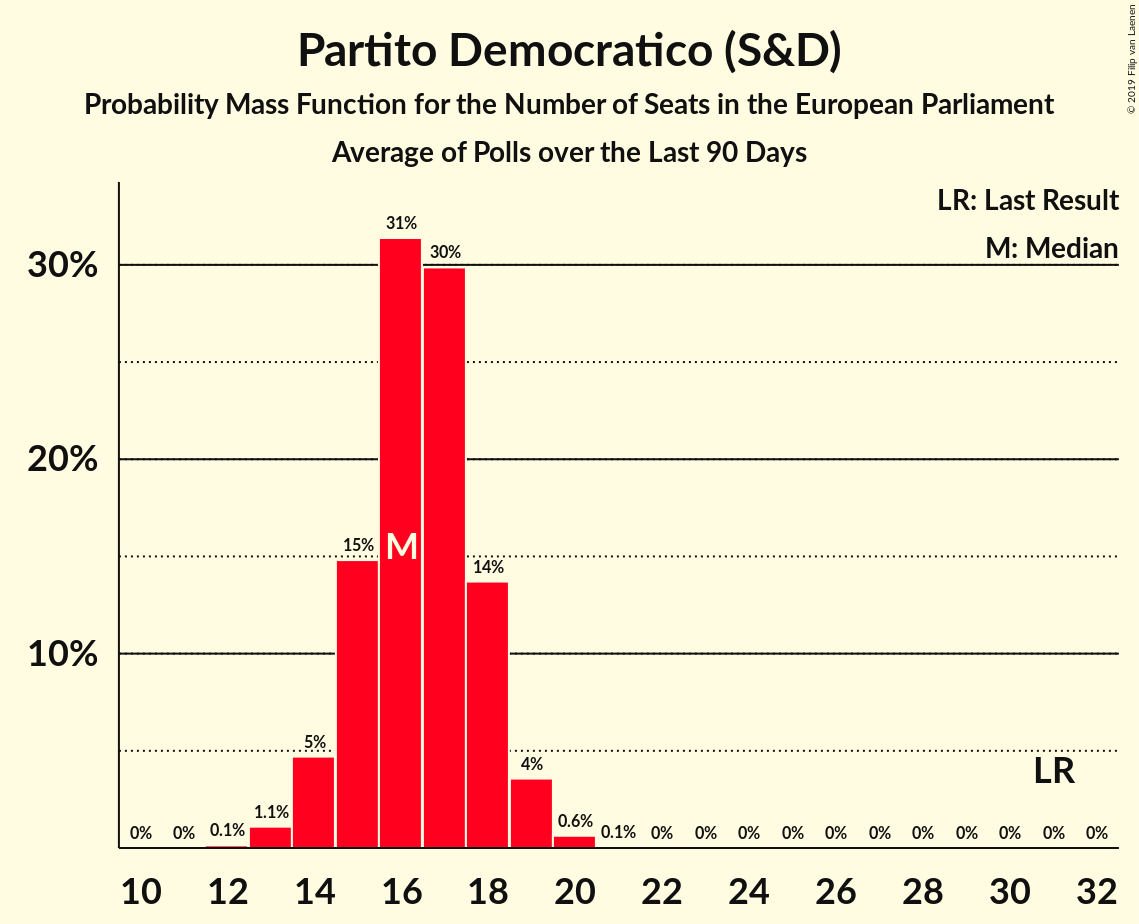 Partito Democratico (S&D)
Probability Mass Function for the Number of Seats in the European Parliament
Average of Polls over the Last 90 Days
© 2019 Filip van Laenen
LR: Last Result
M: Median
30%
20%
10%
0% 0% 0.1% 1.1% 5% 15% 31% 30% 14% 4% 0.6% 0.1% 0% 0% 0% 0% 0% 0% 0% 0% 0% 0% 0%
M
LR
10 12 14 16 18 20 22 24 26 28 30 32